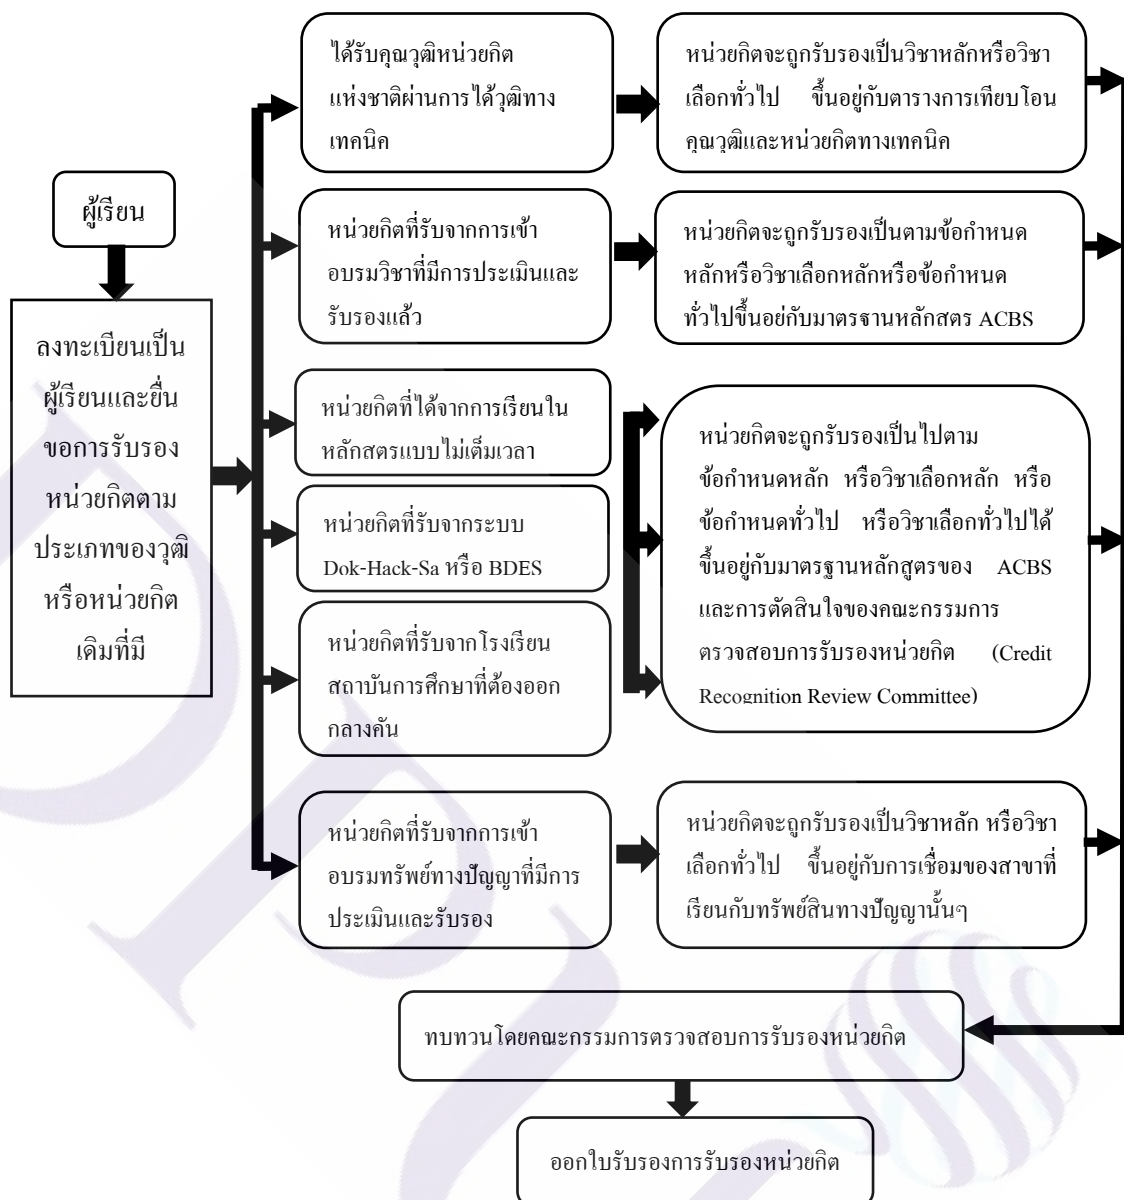 ผู้เรียน
ลงทะเบียนเป็น
ผู้เรียนและยื่น
ขอการรับรอง
หน่วยกิตตาม
ประเภทของวุฒิ
หรือหน่วยกิต
เดิมที่มี
ได้รับคุณวุฒิหน่วยกิต
แห่งชาติผ่านการได้วุฒิทาง
เทคนิค
หน่วยกิตจะถูกรับรองเป็นวิชาหลักหรือวิชา
เลือกทั่วไป ขึ้นอยู่กับตารางการเทียบโอน
คุณวุฒิและหน่วยกิตทางเทคนิค
หน่วยกิตที่รับจากการเข้า
อบรมวิชาที่มีการประเมินและ
รับรองแล้ว
หน่วยกิตจะถูกรับรองเป็นตามข้อกำหนด
หลักหรือวิชาเลือกหลักหรือข้อกำหนด
ทั่วไปขึ้นอยู่กับมาตรฐานหลักสูตร ACBS
หน่วยกิตที่ได้จากการเรียนใน
หลักสูตรแบบไม่เต็มเวลา
หน่วยกิตที่รับจากระบบ
Dok-Hack-Sa หรือ BDES
หน่วยกิตที่รับจากโรงเรียน
สถาบันการศึกษาที่ต้องออก
กลางคัน
หน่วยกิตจะถูกรับรองเป็นไปตาม
ข้อกำหนดหลัก หรือวิชาเลือกหลัก หรือ
ข้อกำหนดทั่วไป หรือวิชาเลือกทั่วไปได้
ขึ้นอยู่กับมาตรฐานหลักสูตรของ ACBS
และการตัดสินใจของคณะกรรมการ
ตรวจสอบการรับรองหน่วยกิต (Credit
Recognition Review Committee)
หน่วยกิตที่รับจากการเข้า
อบรมทรัพย์ทางปัญญาที่มีการ
ประเมินและรับรอง
หน่วยกิตจะถูกรับรองเป็นวิชาหลัก หรือวิชา
เลือกทั่วไป ขึ้นอยู่กับการเชื่อมของสาขาที่
เรียนกับทรัพย์สินทางปัญญานั้นๆ
ทบทวนโดยคณะกรรมการตรวจสอบการรับรองหน่วยกิต
ออกใบรับรองการรับรองหน่วยกิต